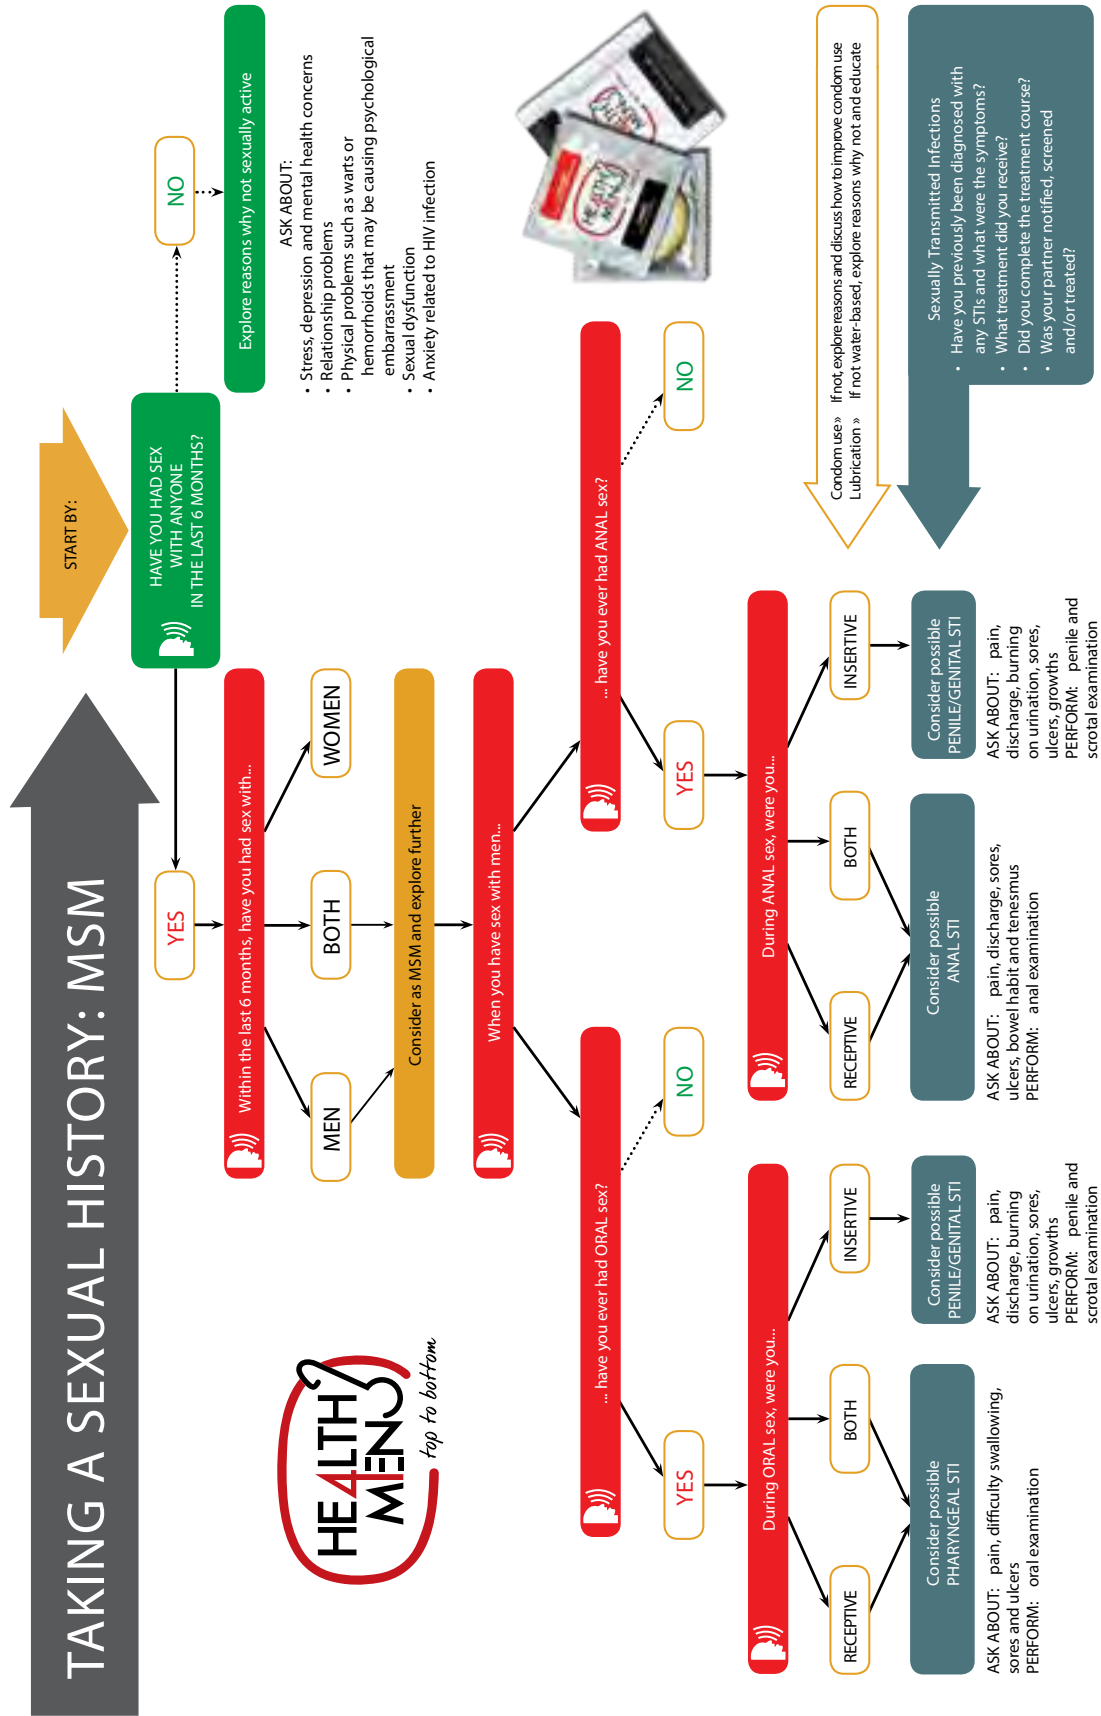 TAKING A SEXUAL HISTORY: MSM
START BY:
HAVE YOU HAD SEX
WITH ANYONE
IN THE LAST 6 MONTHS?
YES
NO
Explore reasons why not sexually active
ASK ABOUT:
• Stress, depression and mental health concerns
• Relationship problems
• Physical problems such as warts or
hemorrhoids that may be causing psychological
embarrassment
• Sexual dysfunction
• Anxiety related to HIV infection
Within the last 6 months, have you had sex with...
MEN
BOTH
WOMEN
Consider as MSM and explore further
When you have sex with men...
HE4LTH
MEN
top to bottom
... have you ever had ORAL sex?
YES
NO
... have you ever had ANAL sex?
YES
NO
During ORAL sex, were you...
RECEPTIVE
BOTH
INSERTIVE
Consider possible
PHARYNGEAL STI
ASK ABOUT: pain, difficulty swallowing,
sores and ulcers
PERFORM: oral examination
Consider possible
PENILE/GENITAL STI
ASK ABOUT: pain,
discharge, burning
on urination, sores,
ulcers, growths
PERFORM: penile and
scrotal examination
During ANAL sex, were you...
RECEPTIVE
BOTH
INSERTIVE
Consider possible
ANAL STI
ASK ABOUT: pain, discharge, sores,
ulcers, bowel habit and tenesmus
PERFORM: anal examination
Consider possible
PENILE/GENITAL STI
ASK ABOUT: pain,
discharge, burning
on urination, sores,
ulcers, growths
PERFORM: penile and
scrotal examination
Condom use » If not, explore reasons and discuss how to improve condom use
Lubrication » If not water-based, explore reasons why not and educate
Sexually Transmitted Infections
• Have you previously been diagnosed with
any STIs and what were the symptoms?
• What treatment did you receive?
• Did you complete the treatment course?
• Was your partner notified, screened
and/or treated?